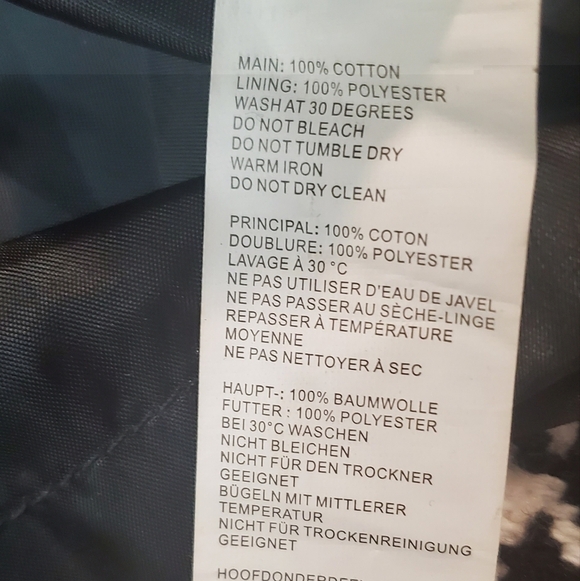 MAIN: 100% COTTON
LINING: 100% POLYESTER
WASH AT 30 DEGREES
DO NOT BLEACH
DO NOT TUMBLE DRY
WARM IRON
DO NOT DRY CLEAN
PRINCIPAL: 100% COTON
DOUBLURE: 100% POLYESTER
LAVAGE À 30 °C
NE PAS UTILISER D'EAU DE JAVEL
NE PAS PASSER AU SÈCHE-LINGE
REPASSER À TEMPÉRATURE
MOYENNE
NE PAS NETTOYER À SEC
HAUPT-: 100% BAUMWOLLE
FUTTER : 100% POLYESTER
BEI 30°C WASCHEN
NICHT BLEICHEN
NICHT FÜR DEN TROCKNER
GEEIGNET
BÜGELN MIT MITTLERER
TEMPERATUR
NICHT FÜR TROCKENREINIGUNG
GEEIGNET